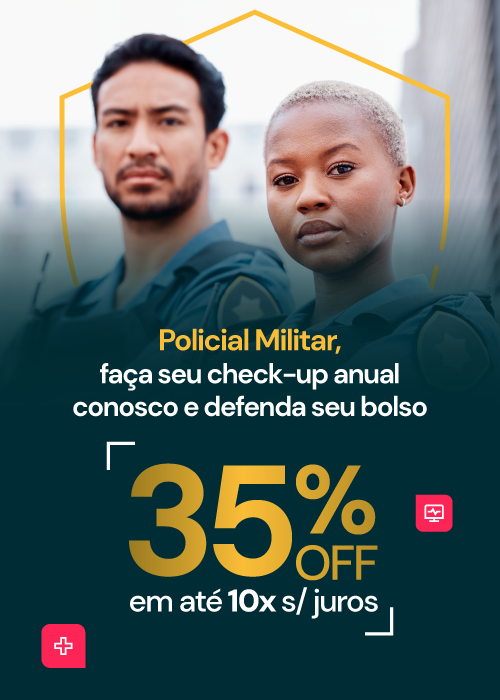 Policial Militar,
faça seu check-up anual
conosco e defenda seu bolso
35%
OFF
em até 10x s/ juros